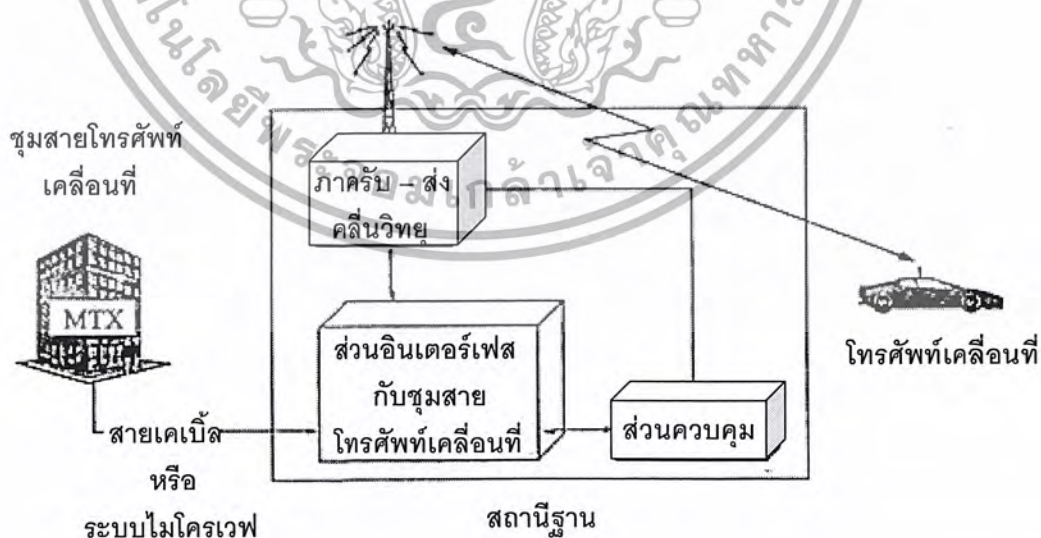 ชุมสายโทรศัพท์
เคลื่อนที่
MTX
สายเคเบิ้ล
หรือ
ระบบไมโครเวฟ
ภาครับ – ส่ง
คลื่นวิทยุ
ส่วนอินเตอร์เฟส
กับชุมสาย
โทรศัพท์เคลื่อนที่
ส่วนควบคุม
สถานีฐาน
โทรศัพท์เคลื่อนที่